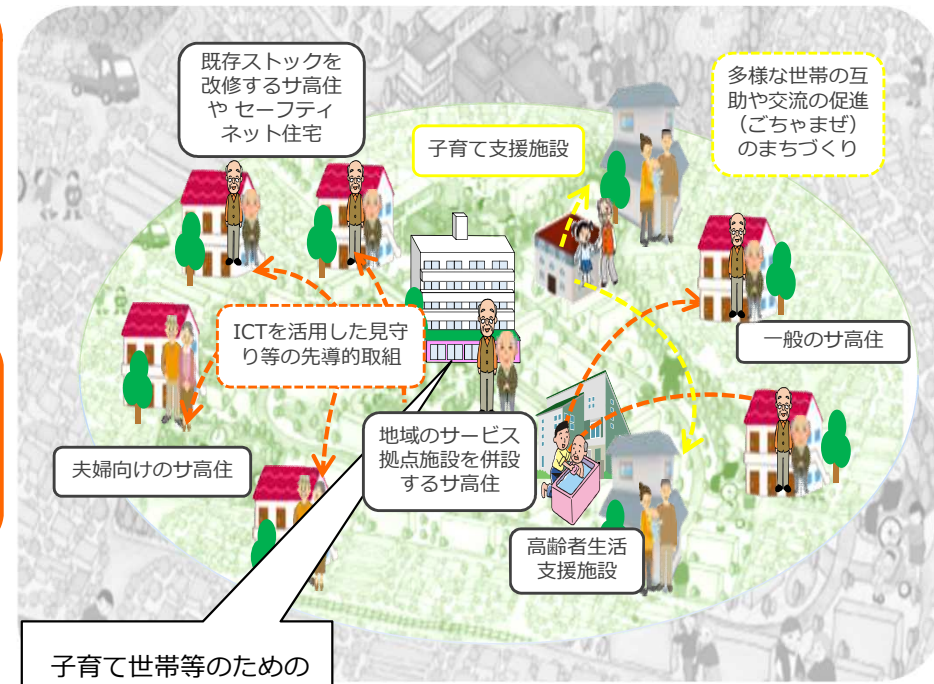 既存ストックを
改修するサ高住
や セーフティ
ネット住宅
子育て支援施設
多様な世帯の互
助や交流の促進
（ごちゃまぜ）
のまちづくり
ICTを活用した見守
り等の先導的取組
一般のサ高住
夫婦向けのサ高住
地域のサービス
拠点施設を併設
するサ高住
高齢者生活
支援施設
子育て世帯等のための